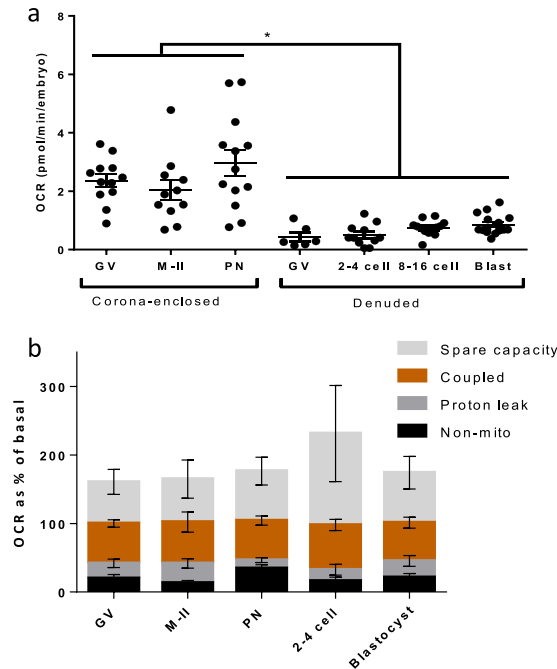 a
*
OCR (pmol/min/embryo)
8
6
4
2
0
GV M-II PN GV 2-4 cell 8-16 cell Blast
Corona-enclosed Denuded
b
Spare capacity
Coupled
Proton leak
Non-mito
OCR as % of basal
300
200
100
0
GV M-II PN 2-4 cell Blastocyst